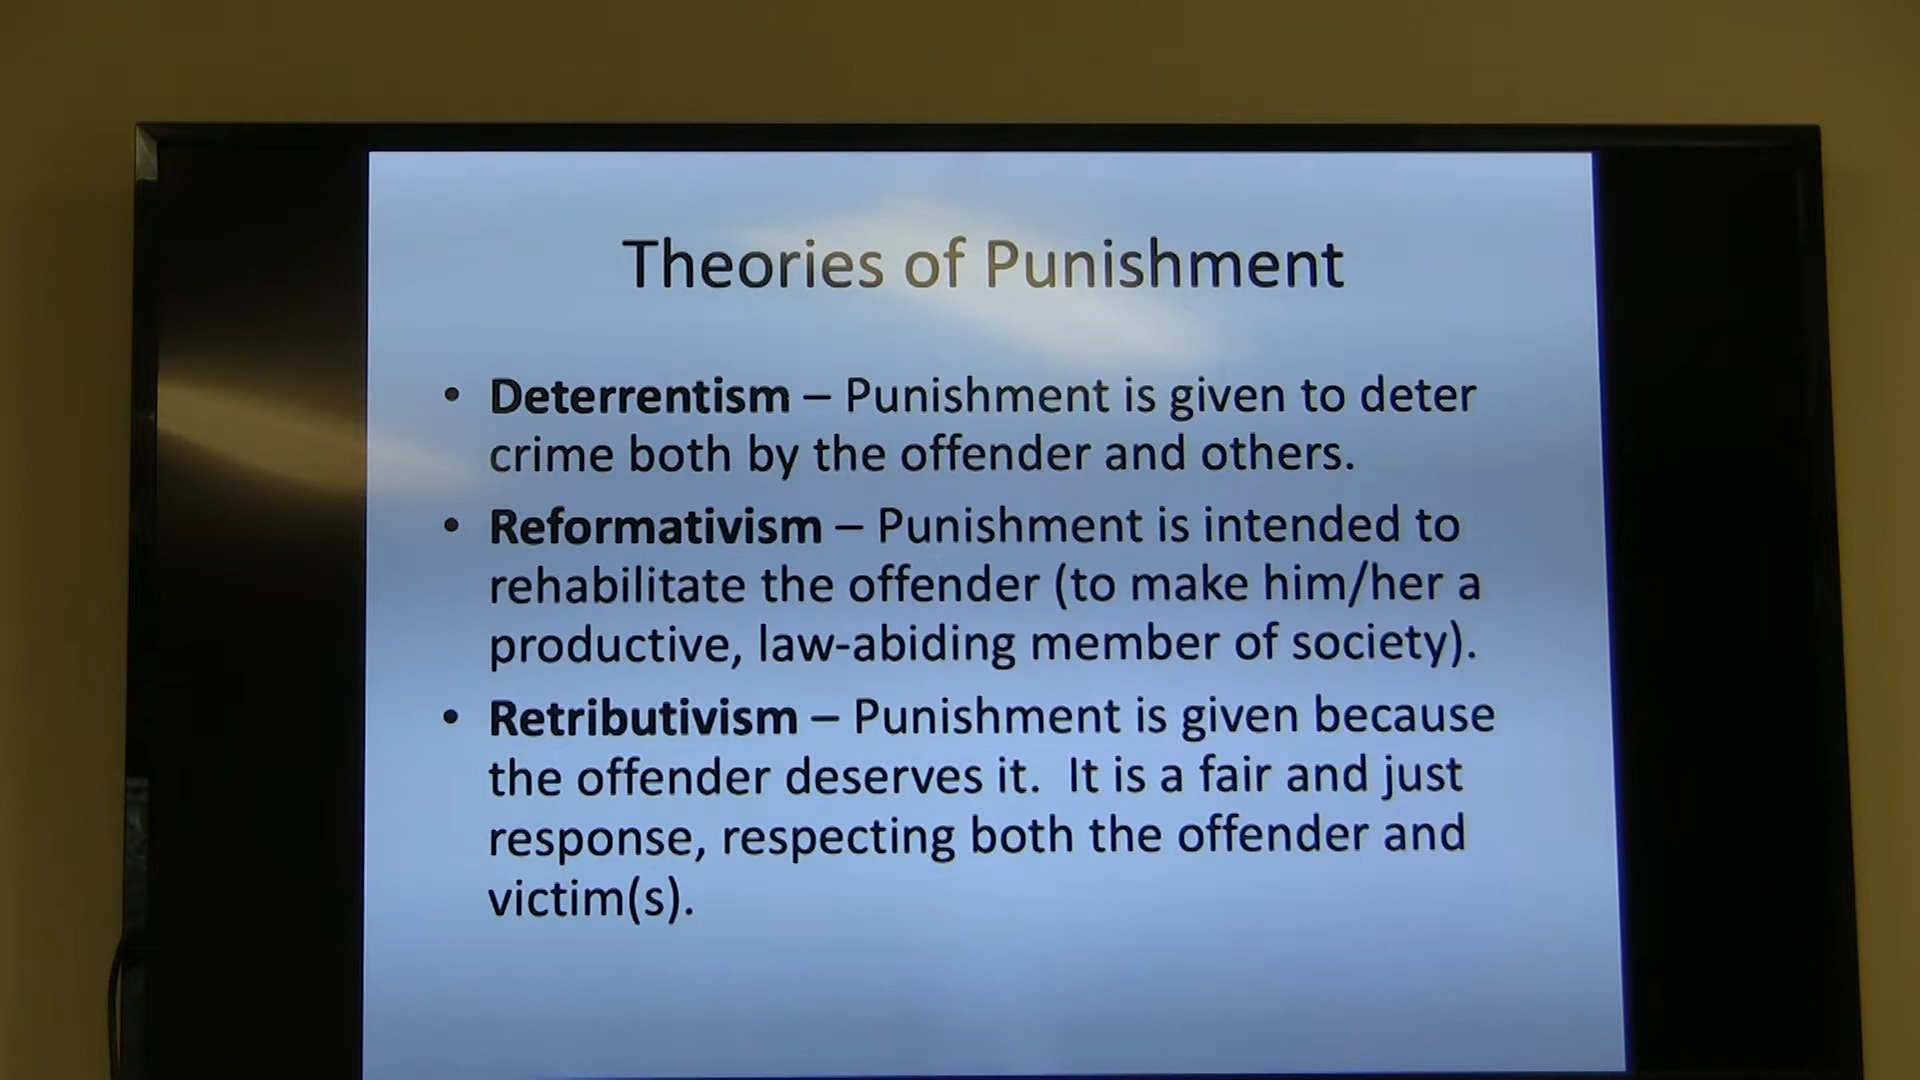 Theories of Punishment
• Deterrentism – Punishment is given to deter
crime both by the offender and others.
• Reformativism – Punishment is intended to
rehabilitate the offender (to make him/her a
productive, law-abiding member of society).
• Retributivism – Punishment is given because
the offender deserves it. It is a fair and just
response, respecting both the offender and
victim(s).